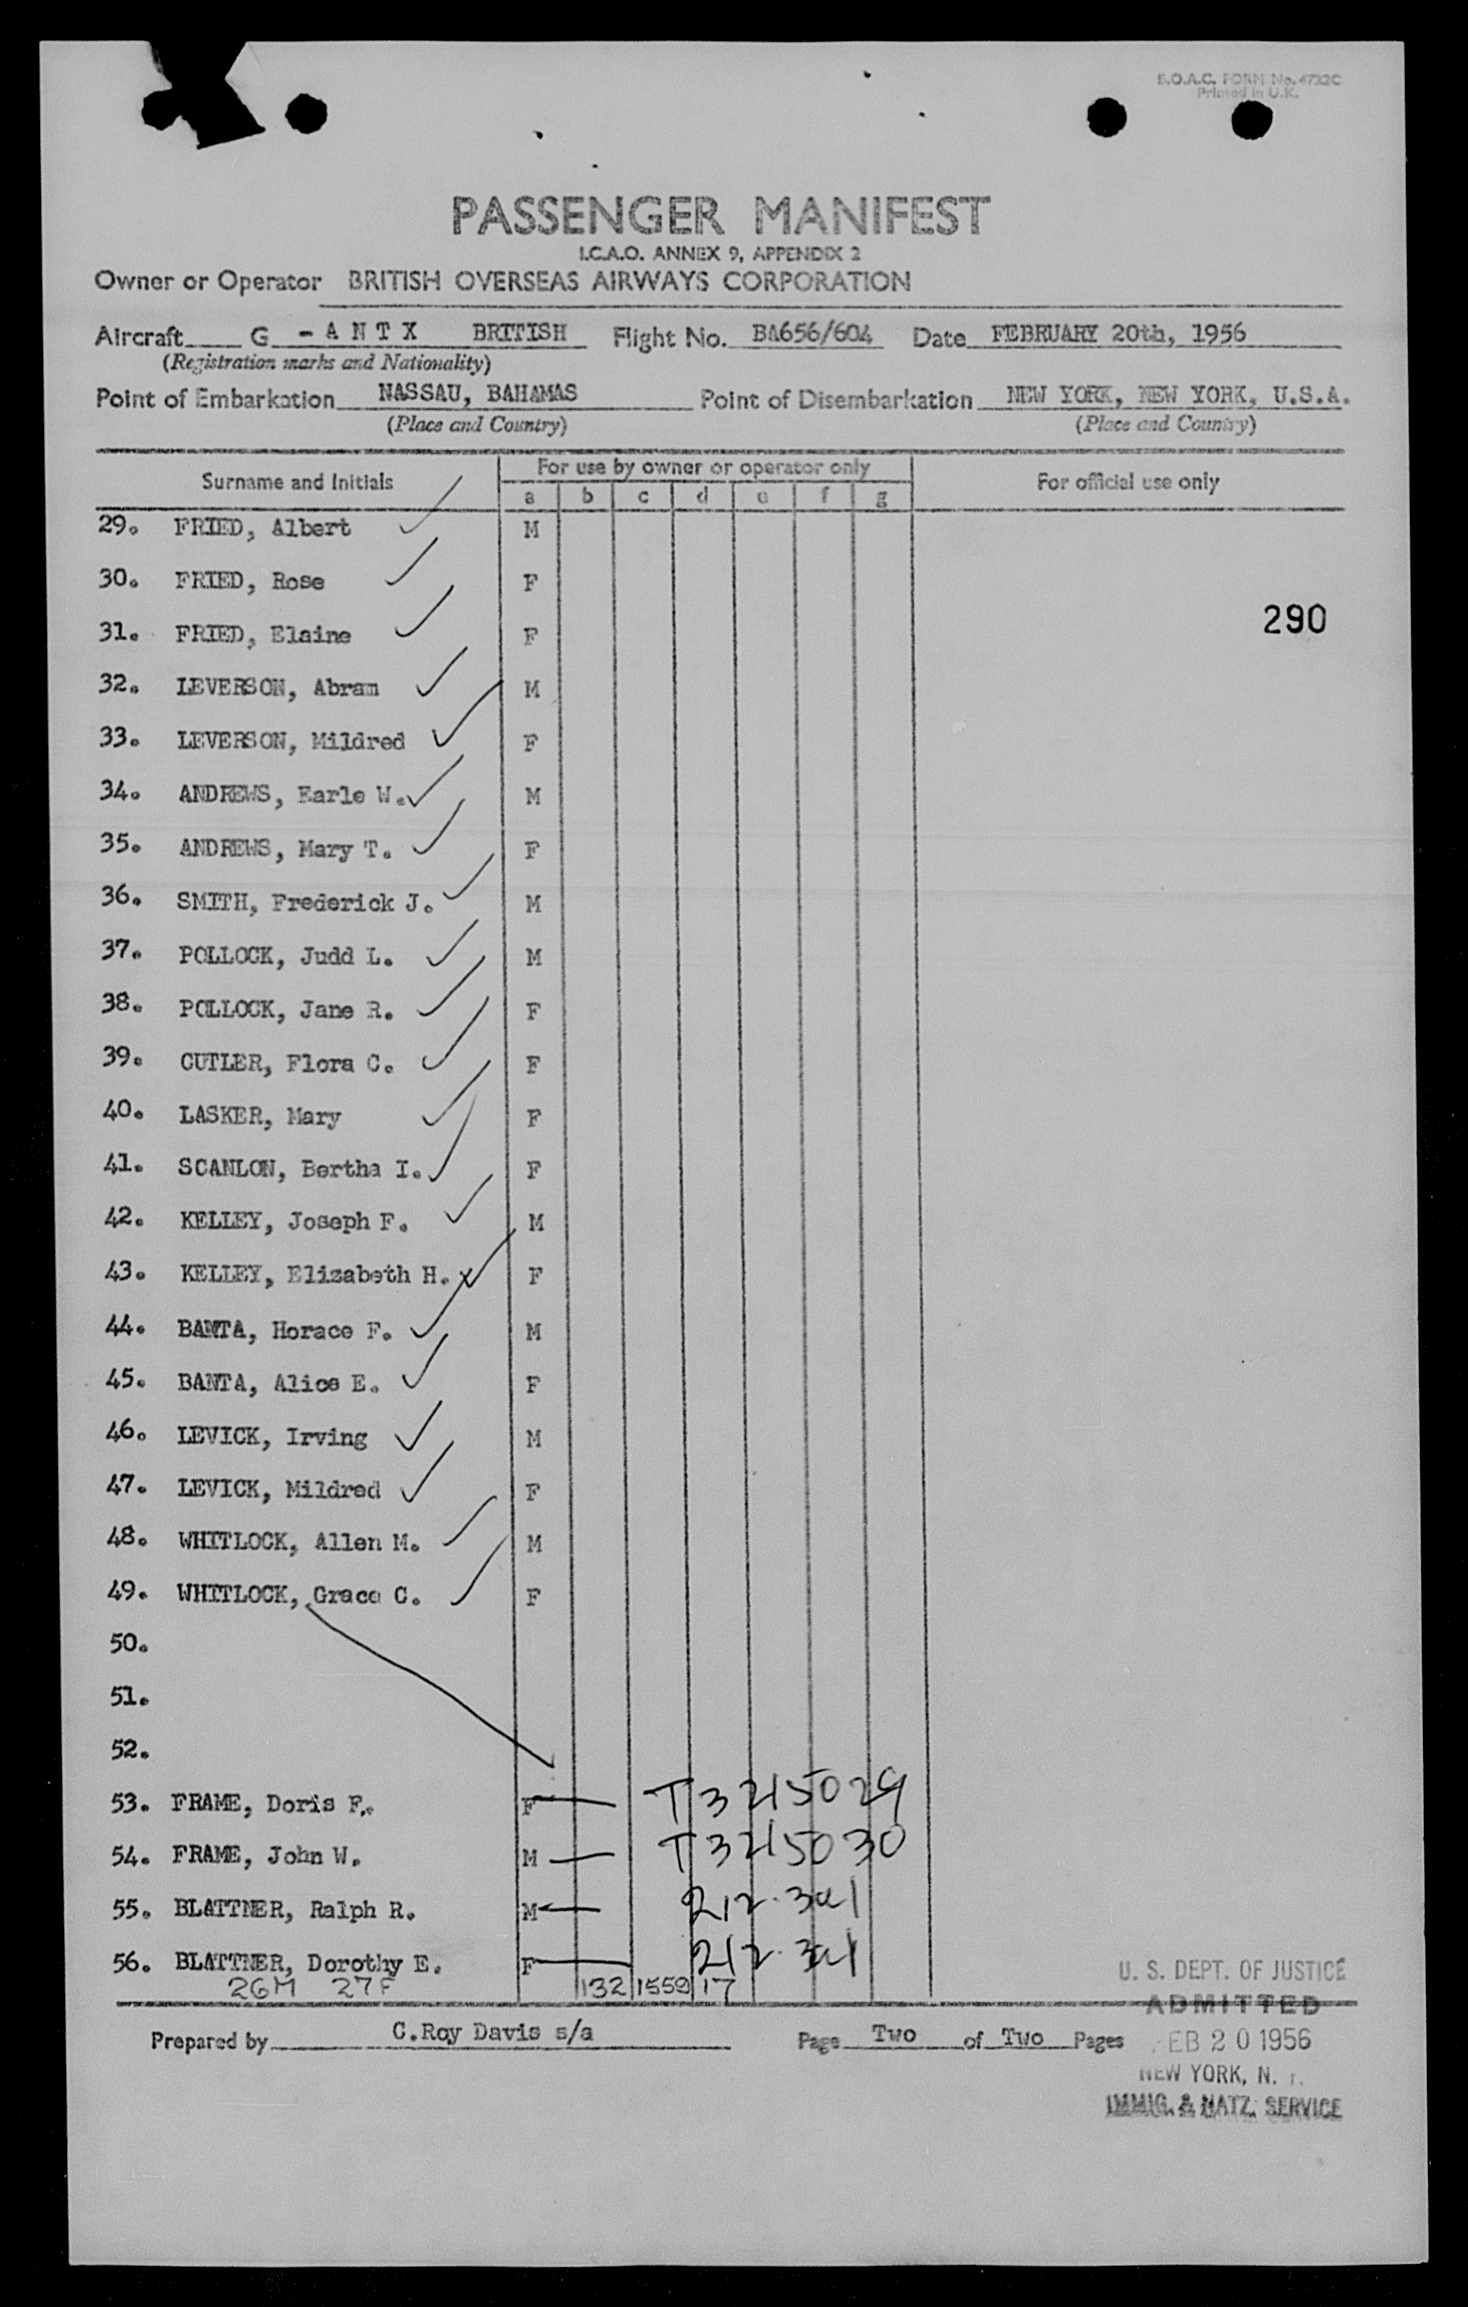 B.O.A.C. FORM No. 4732C
Printed in U.K.
PASSENGER MANIFEST
I.C.A.O. ANNEX 9, APPENDIX 2
Owner or Operator BRITISH OVERSEAS AIRWAYS CORPORATION
Aircraft G - A N T X BRITISH Flight No. BA656/604 Date FEBRUARY 20th, 1956
(Registration marks and Nationality)
Point of Embarkation NASSAU, BAHAMAS Point of Disembarkation NEW YORK, NEW YORK, U.S.A.
(Place and Country) (Place and Country)
Surname and Initials For use by owner or operator only For official use only
a b c d e f g
29. FRIED, Albert M
30. FRIED, Rose F
290
31. FRIED, Elaine F
32. LEVERSON, Abram M
33. LEVERSON, Mildred F
34. ANDREWS, Earle W. M
35. ANDREWS, Mary T. F
36. SMITH, Frederick J. M
37. POLLOCK, Judd L. M
38. POLLOCK, Jane R. F
39. CUTLER, Flora C. F
40. LASKER, Mary F
41. SCANLON, Bertha I. F
42. KELLEY, Joseph F. M
43. KELLEY, Elizabeth H. F
44. BANTA, Horace F. M
45. BANTA, Alice E. F
46. LEVICK, Irving M
47. LEVICK, Mildred F
48. WHITLOCK, Allen M. M
49. WHITLOCK, Grace C. F
50.
51.
52.
53. FRAME, Doris F. F T3215029
54. FRAME, John W. M T3215030
55. BLATTNER, Ralph R. M
56. BLATTNER, Dorothy E. F
26M 27F 132 1559 17
U. S. DEPT. OF JUSTICE
ADMITTED
Prepared by C.Roy Davis s/a Page Two of Two Pages
EB 20 1956
NEW YORK, N.
IMMIG. & NATZ. SERVICE